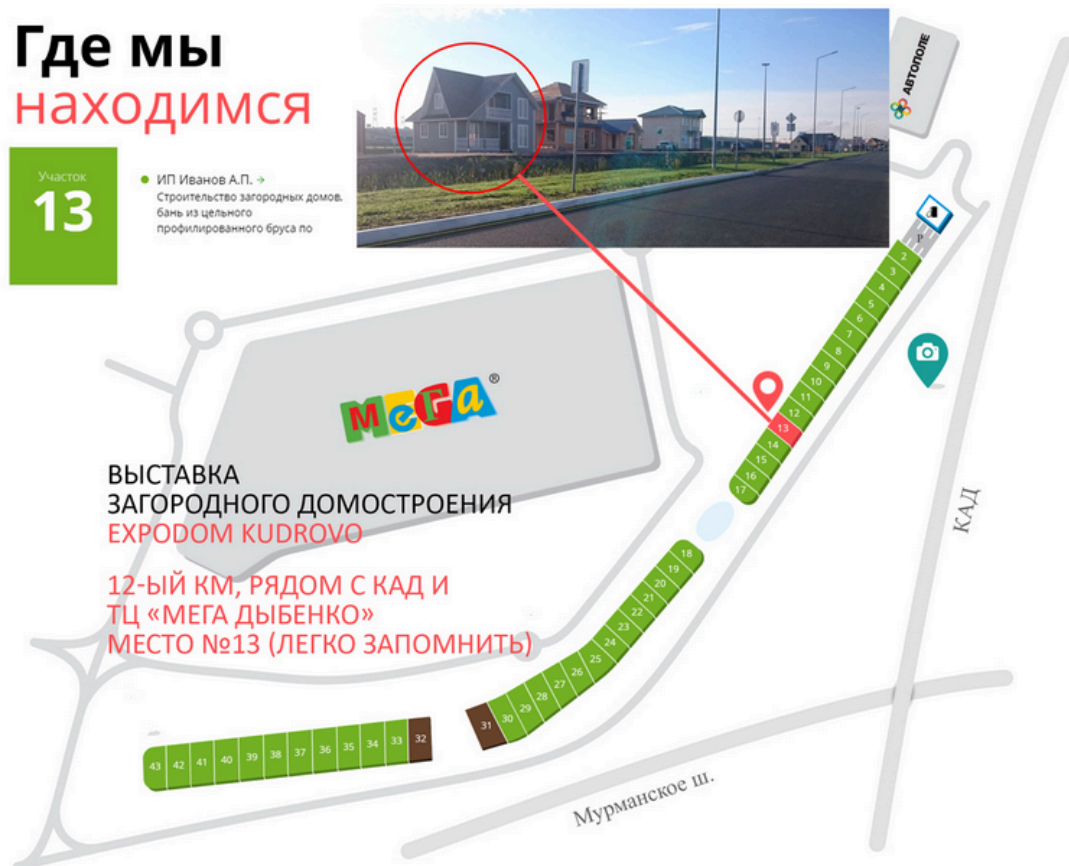 Где мы
находимся
Участок
13
ИП Иванов А.П. →
Строительство загородных домов,
бань из цельного
профилированного бруса по
АВТОПОЛЕ
P
2
3
4
5
6
7
8
9
10
11
12
13
14
15
16
17
МЕГА®
ВЫСТАВКА
ЗАГОРОДНОГО ДОМОСТРОЕНИЯ
EXPODOM KUDROVO
12-ЫЙ КМ, РЯДОМ С КАД И
ТЦ «МЕГА ДЫБЕНКО»
МЕСТО №13 (ЛЕГКО ЗАПОМНИТЬ)
КАД
18
19
20
21
22
23
24
25
26
27
28
29
30
31
32
33
34
35
36
37
38
39
40
41
42
43
Мурманское ш.